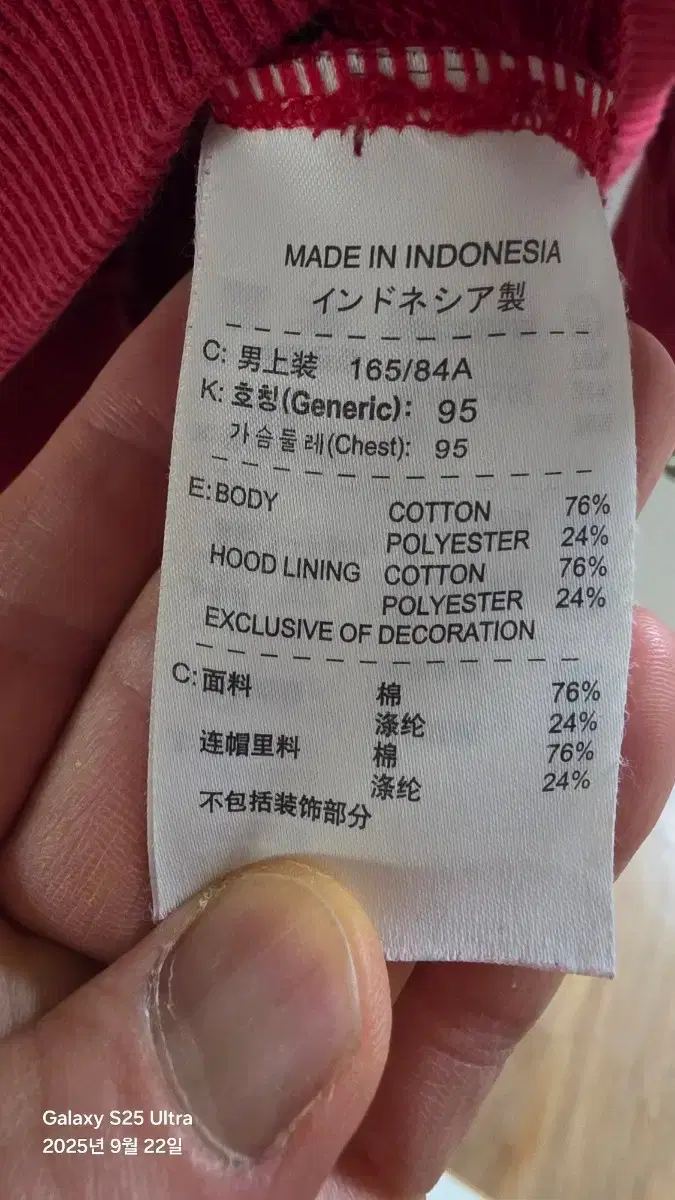 MADE IN INDONESIA
インドネシア製
C: 男上装 165/84A
K: 호칭(Generic): 95
가슴둘레(Chest): 95
E: BODY COTTON 76%
POLYESTER 24%
HOOD LINING COTTON 76%
POLYESTER 24%
EXCLUSIVE OF DECORATION
C: 面料 棉 76%
涤纶 24%
连帽里料 棉 76%
涤纶 24%
不包括装饰部分
Galaxy S25 Ultra
2025년 9월 22일